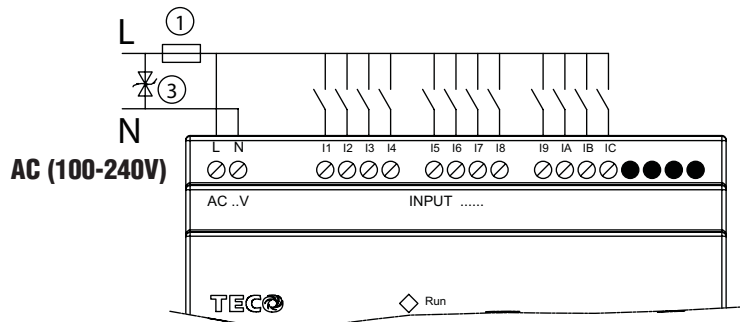 1
L
3
N
AC (100-240V)
L N I1 I2 I3 I4 I5 I6 I7 I8 I9 IA IB IC
AC ..V INPUT ......
TECO Run